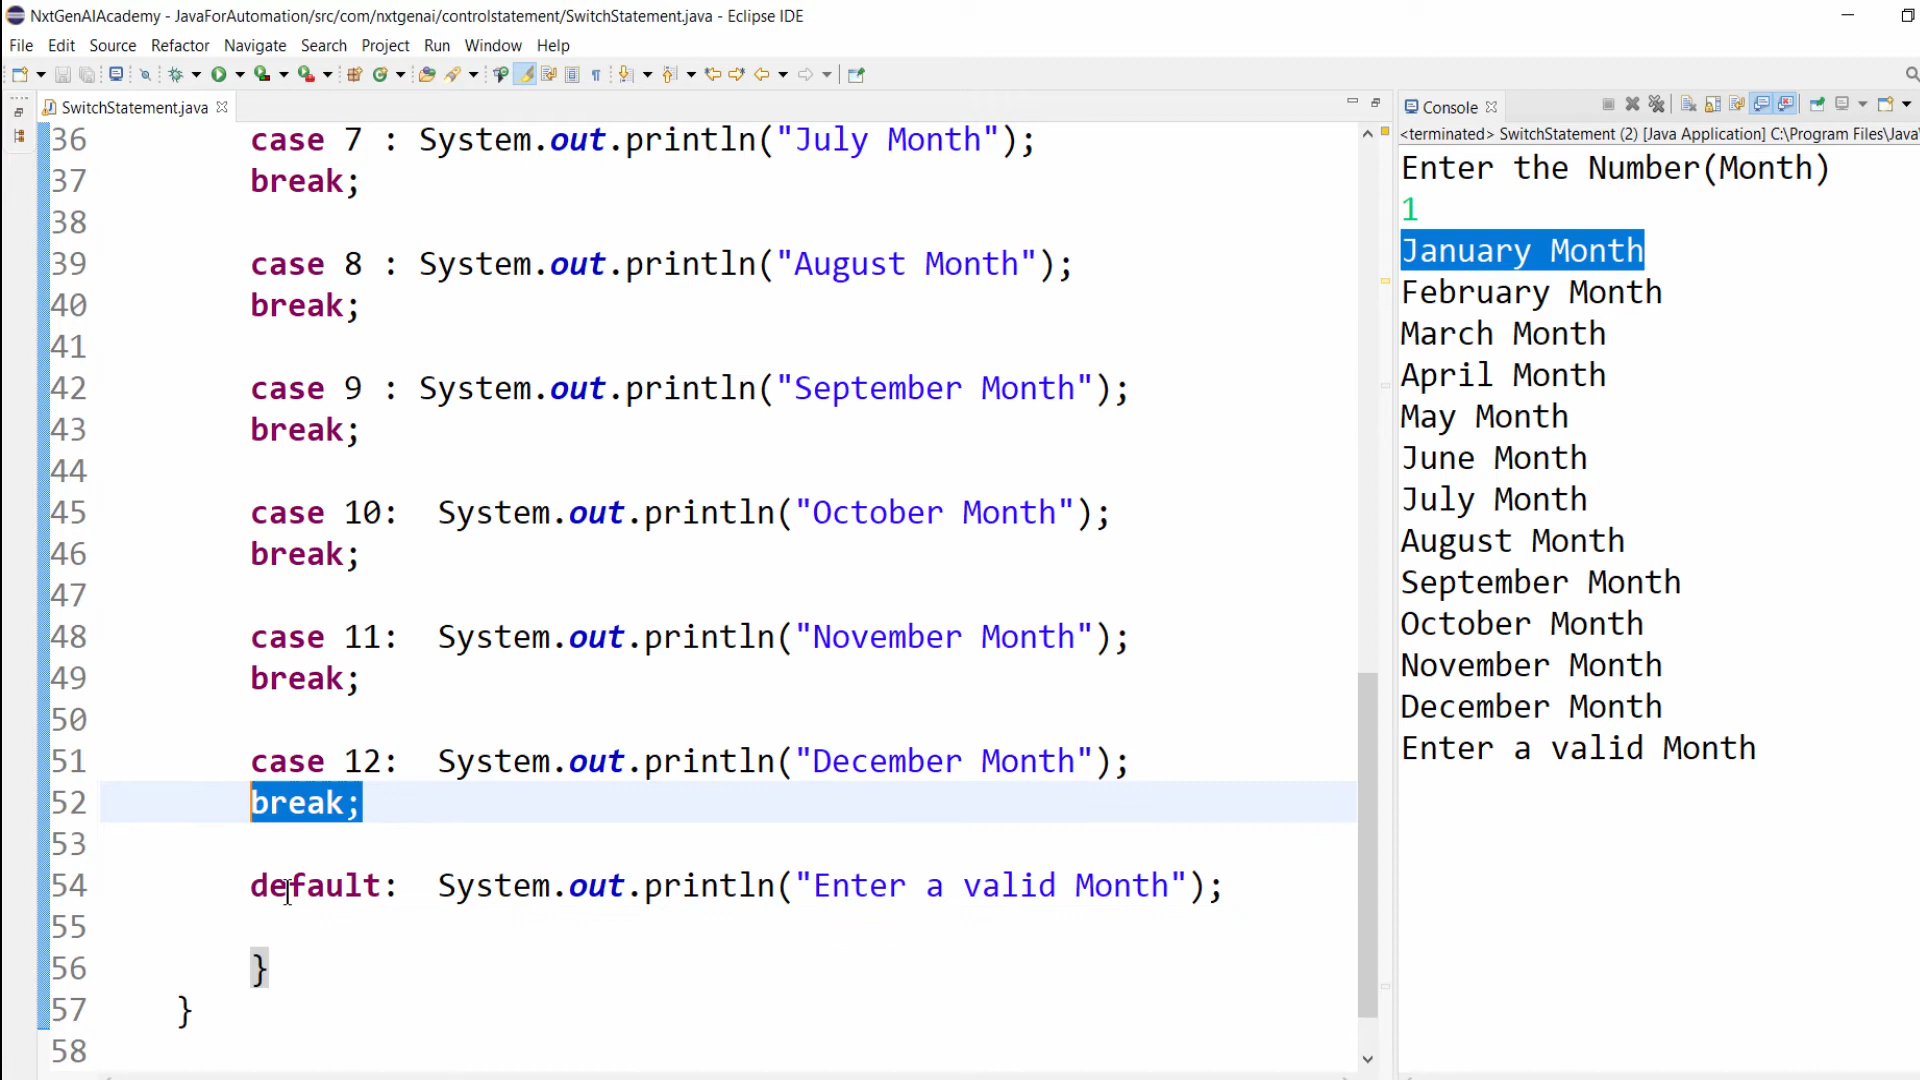 NxtGenAIAcademy - JavaForAutomation/src/com/nxtgenai/controlstatement/SwitchStatement.java - Eclipse IDE
File Edit Source Refactor Navigate Search Project Run Window Help
SwitchStatement.java
36 case 7 : System.out.println("July Month");
37 break;
38
39 case 8 : System.out.println("August Month");
40 break;
41
42 case 9 : System.out.println("September Month");
43 break;
44
45 case 10: System.out.println("October Month");
46 break;
47
48 case 11: System.out.println("November Month");
49 break;
50
51 case 12: System.out.println("December Month");
52 break;
53
54 default: System.out.println("Enter a valid Month");
55
56 }
57 }
58
Console
<terminated> SwitchStatement (2) [Java Application] C:\Program Files\Java\
Enter the Number(Month)
1
January Month
February Month
March Month
April Month
May Month
June Month
July Month
August Month
September Month
October Month
November Month
December Month
Enter a valid Month